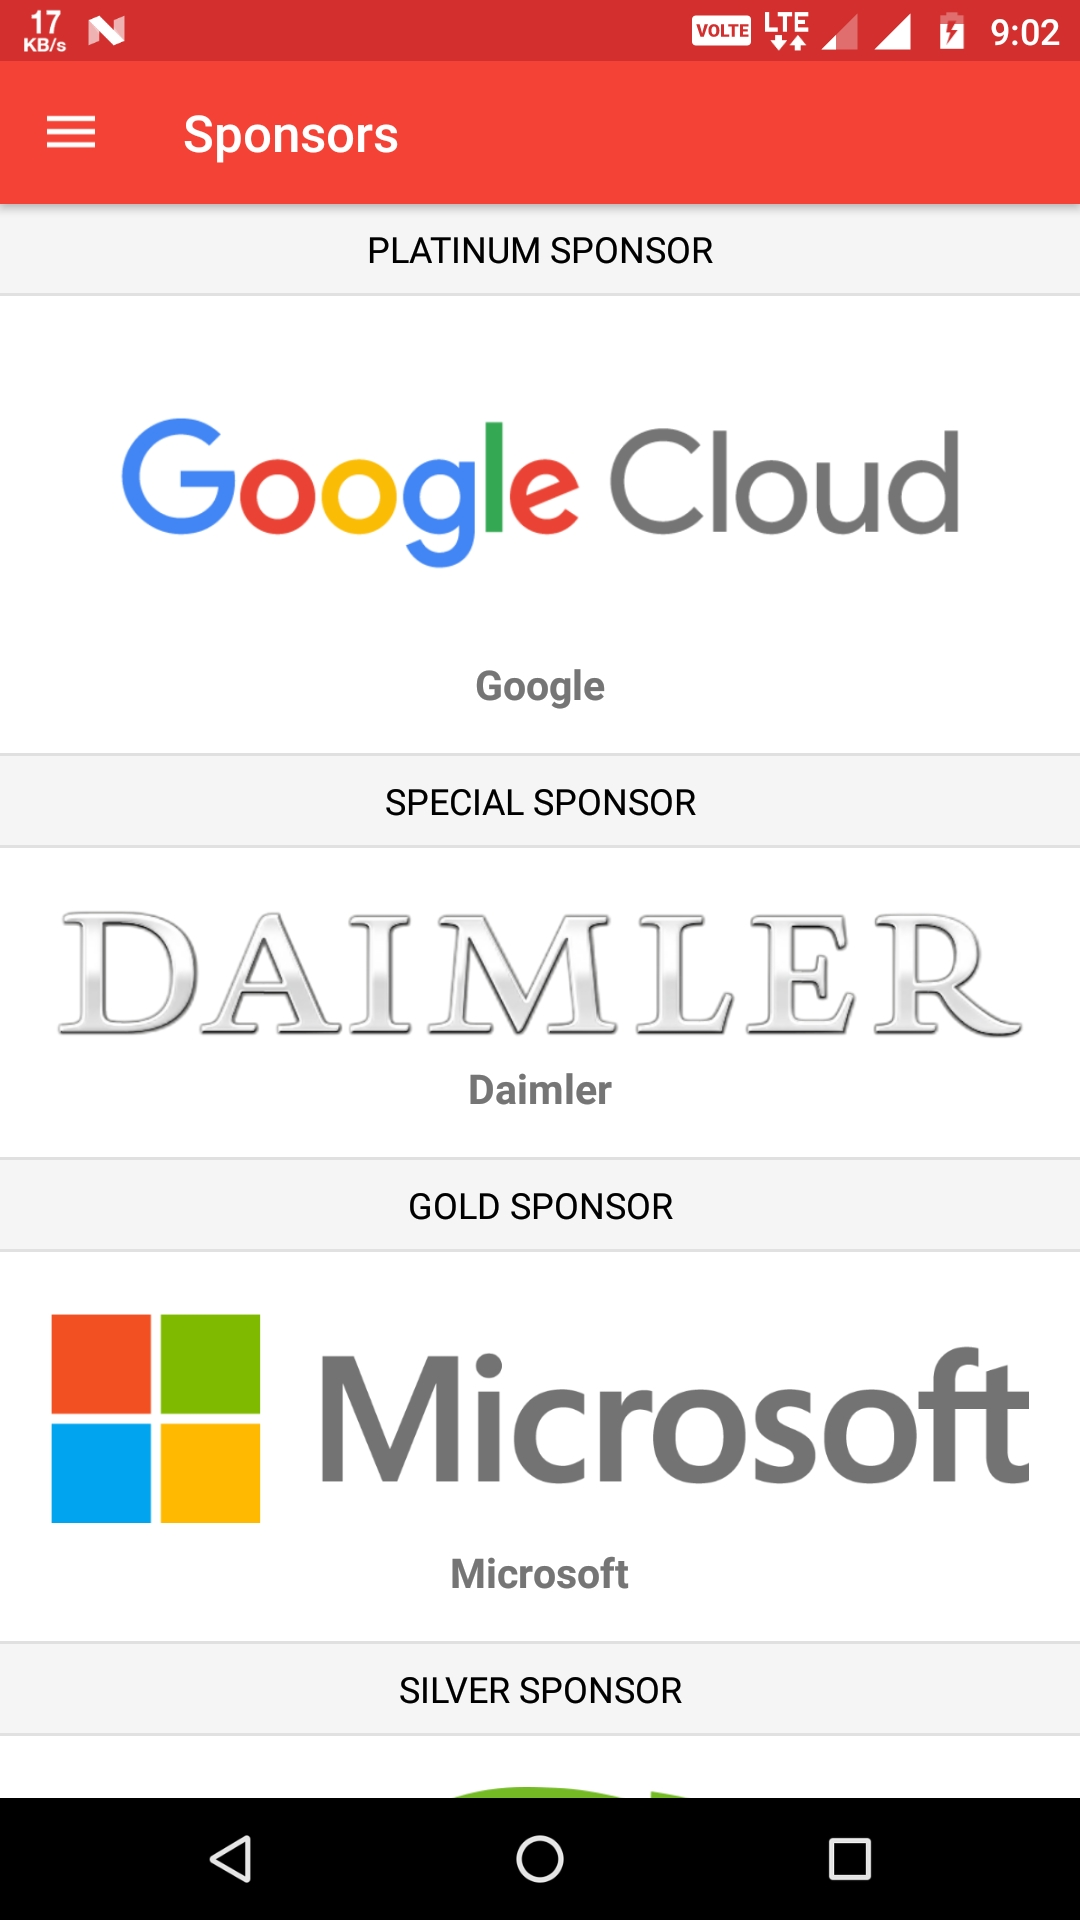 17
KB/s
VOLTE
LTE
9:02
Sponsors
PLATINUM SPONSOR
Google Cloud
Google
SPECIAL SPONSOR
DAIMLER
Daimler
GOLD SPONSOR
Microsoft
Microsoft
SILVER SPONSOR